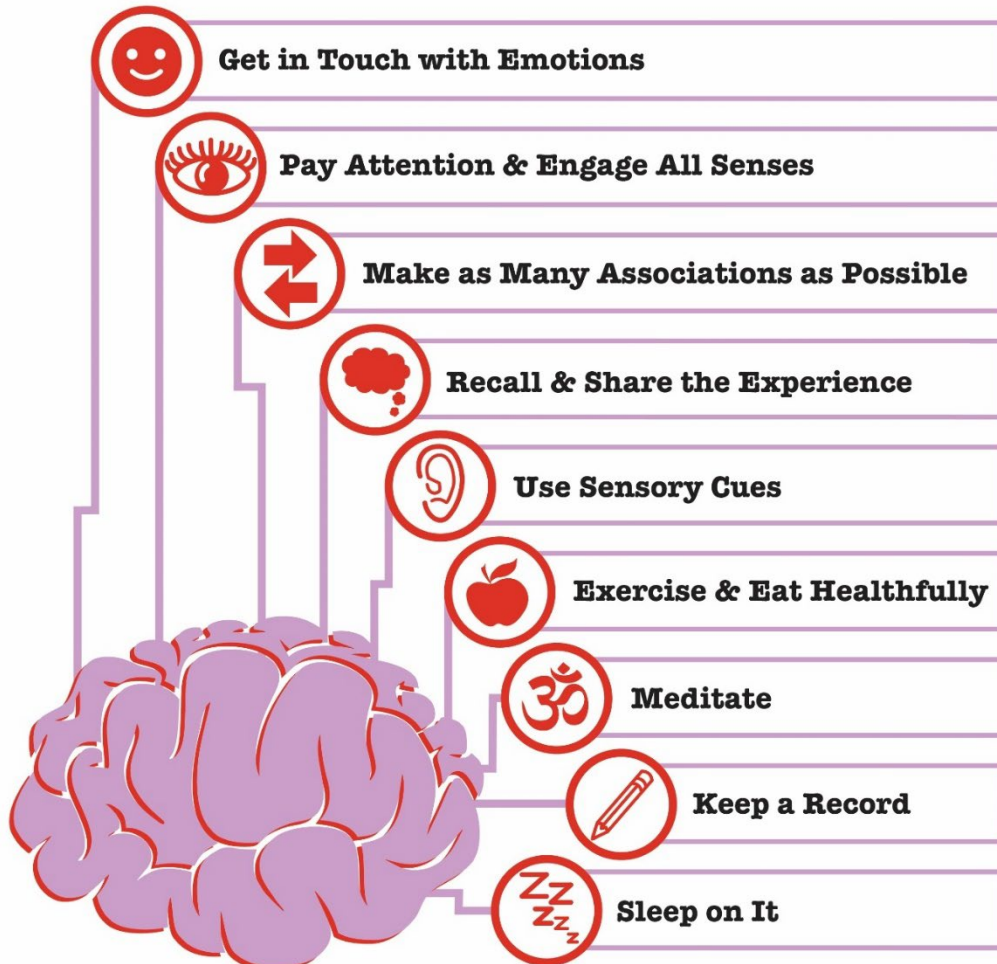 Get in Touch with Emotions
Pay Attention & Engage All Senses
Make as Many Associations as Possible
Recall & Share the Experience
Use Sensory Cues
Exercise & Eat Healthfully
ॐ
Meditate
Keep a Record
ZZZZZ
Sleep on It